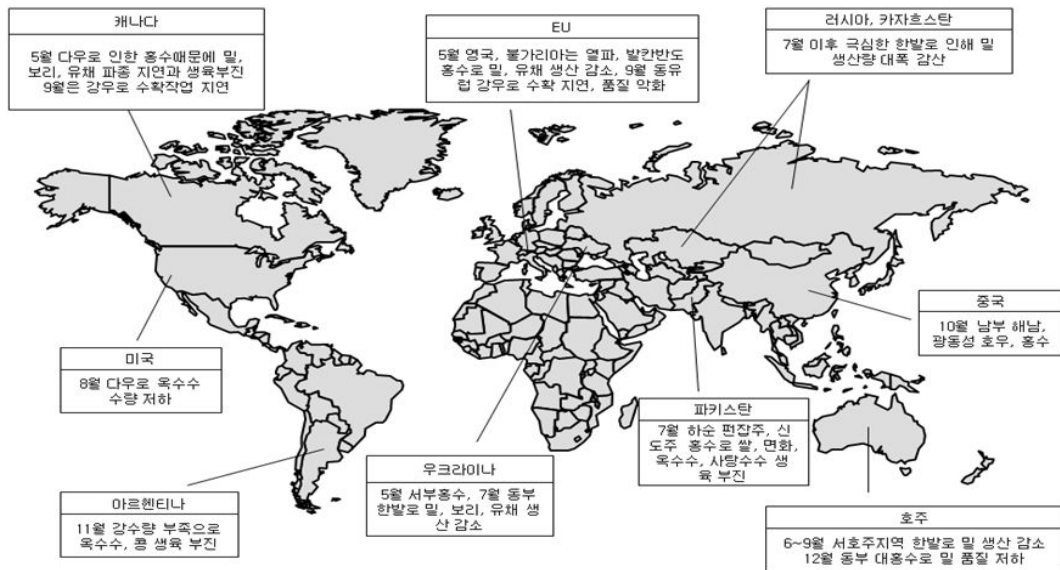 캐나다
5월 다우로 인한 홍수때문에 밀,
보리, 유채 파종 지연과 생육부진
9월은 강우로 수확작업 지연
EU
5월 영국, 불가리아는 열파, 발칸반도
홍수로 밀, 유채 생산 감소, 9월 동유
럽 강우로 수확 지연, 품질 악화
러시아, 카자흐스탄
7월 이후 극심한 한발로 인해 밀
생산량 대폭 감산
중국
10월 남부 해남,
광동성 호우, 홍수
미국
8월 다우로 옥수수
수량 저하
파키스탄
7월 하순 펀잡주, 신
도주 홍수로 쌀, 면화,
옥수수, 사탕수수 생
육 부진
우크라이나
5월 서부홍수, 7월 동부
한발로 밀, 보리, 유채 생
산 감소
아르헨티나
11월 강수량 부족으로
옥수수, 콩 생육 부진
호주
6~9월 서호주지역 한발로 밀 생산 감소
12월 동부 대홍수로 밀 품질 저하